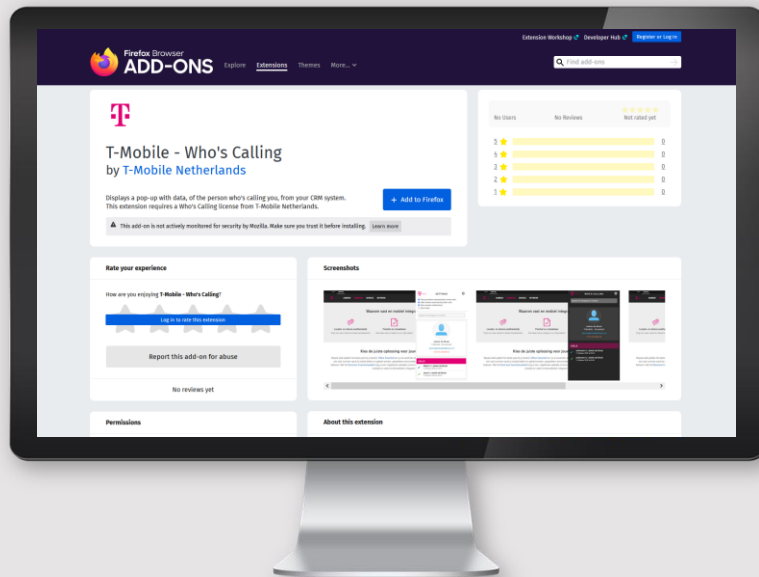 Extension Workshop
Developer Hub
Register or Log in
Firefox Browser
ADD-ONS
Explore
Extensions
Themes
More...
Find add-ons
T
T-Mobile - Who's Calling
by T-Mobile Netherlands
Displays a pop-up with data, of the person who's calling you, from your CRM system.
This extension requires a Who's Calling license from T-Mobile Netherlands.
+ Add to Firefox
This add-on is not actively monitored for security by Mozilla. Make sure you trust it before installing.
Learn more
No Users
No Reviews
Not rated yet
5 0
4 0
3 0
2 0
1 0
Rate your experience
How are you enjoying T-Mobile - Who's Calling?
Log in to rate this extension
Report this add-on for abuse
No reviews yet
Screenshots
Permissions
About this extension